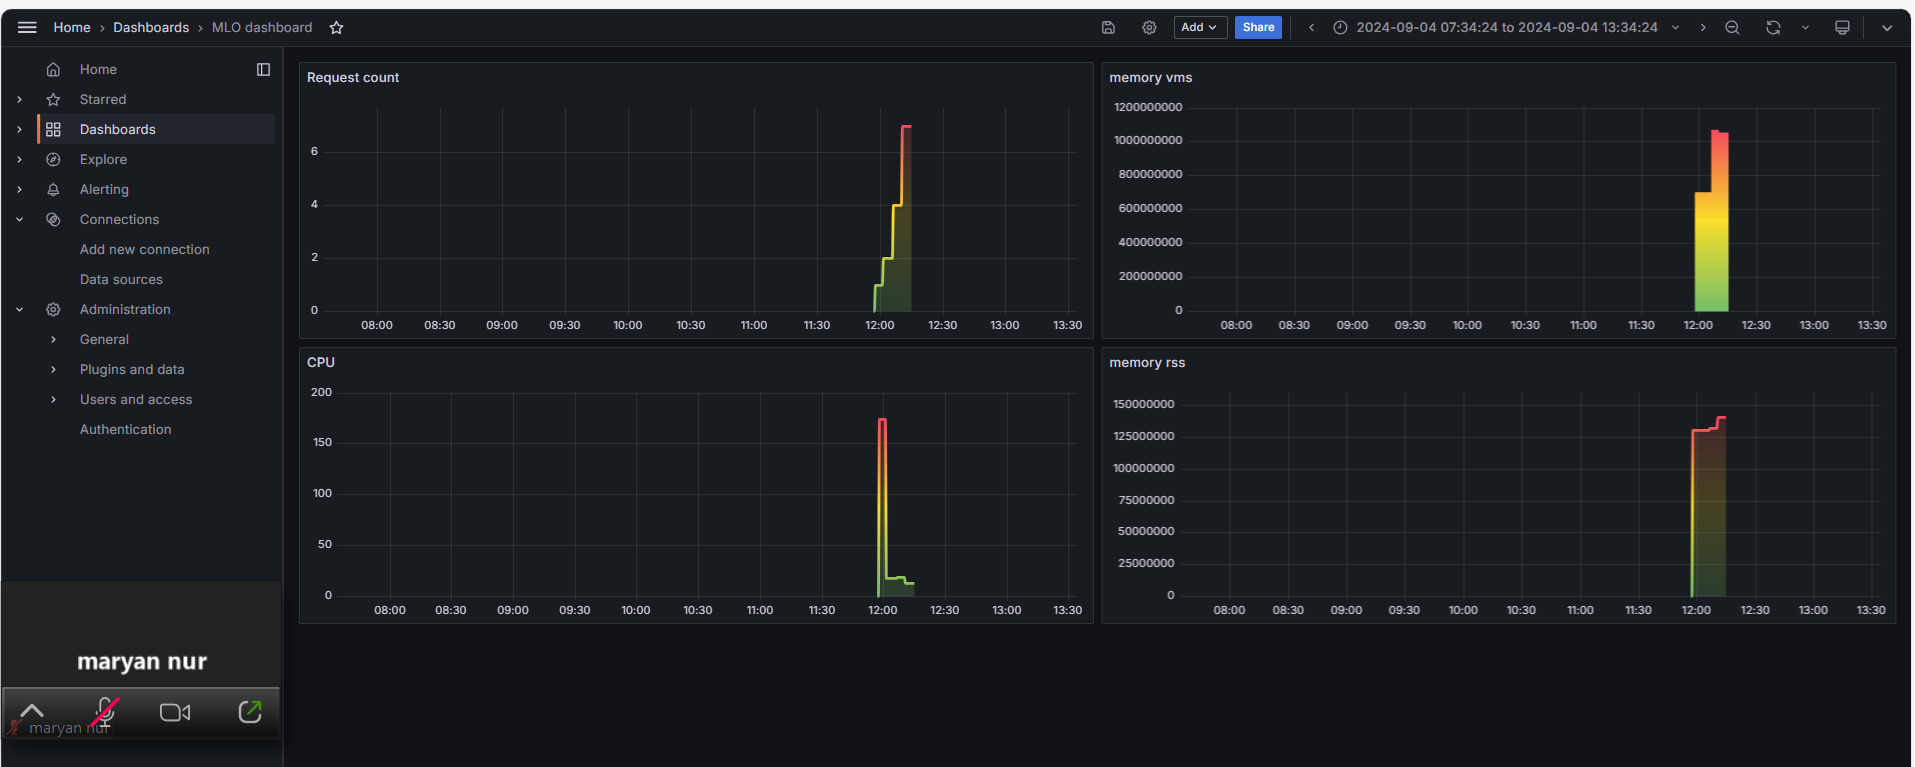 Home › Dashboards › MLO dashboard
Add
Share
2024-09-04 07:34:24 to 2024-09-04 13:34:24
Home
Starred
Dashboards
Explore
Alerting
Connections
Add new connection
Data sources
Administration
General
Plugins and data
Users and access
Authentication
maryan nur
maryan nur
Request count
6
4
2
0
08:00 08:30 09:00 09:30 10:00 10:30 11:00 11:30 12:00 12:30 13:00 13:30
memory vms
1200000000
1000000000
800000000
600000000
400000000
200000000
0
08:00 08:30 09:00 09:30 10:00 10:30 11:00 11:30 12:00 12:30 13:00 13:30
CPU
200
150
100
50
0
08:00 08:30 09:00 09:30 10:00 10:30 11:00 11:30 12:00 12:30 13:00 13:30
memory rss
150000000
125000000
100000000
75000000
50000000
25000000
0
08:00 08:30 09:00 09:30 10:00 10:30 11:00 11:30 12:00 12:30 13:00 13:30